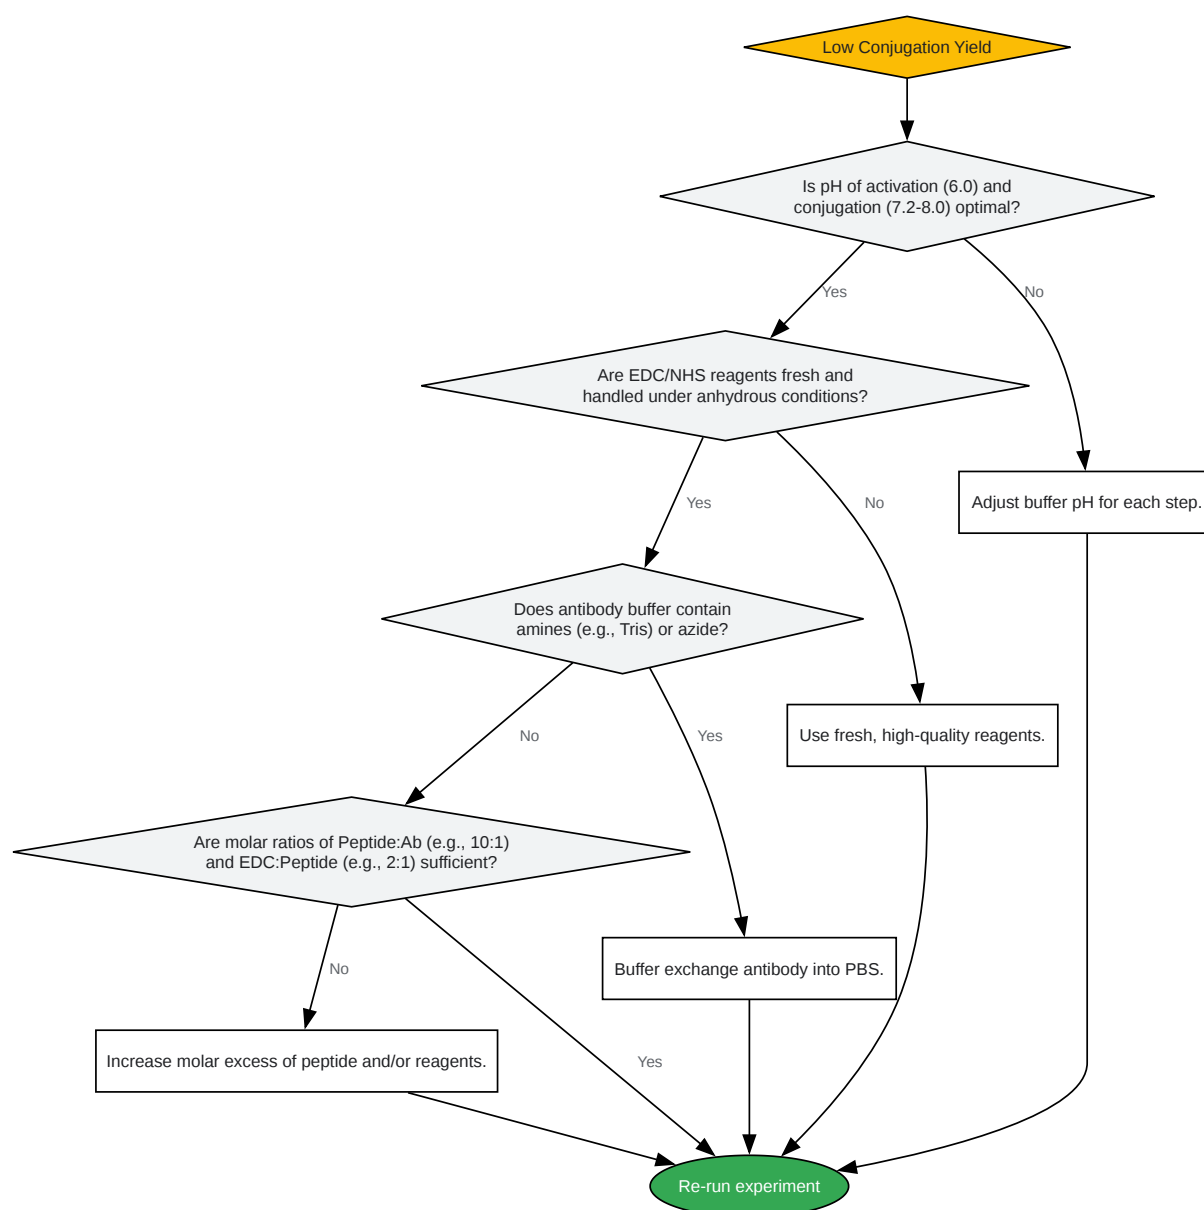 Low Conjugation Yield
Is pH of activation (6.0) and
conjugation (7.2-8.0) optimal?
Yes
No
Are EDC/NHS reagents fresh and
handled under anhydrous conditions?
Yes
No
Adjust buffer pH for each step.
Does antibody buffer contain
amines (e.g., Tris) or azide?
No
Yes
Use fresh, high-quality reagents.
Are molar ratios of Peptide:Ab (e.g., 10:1)
and EDC:Peptide (e.g., 2:1) sufficient?
No
Buffer exchange antibody into PBS.
Increase molar excess of peptide and/or reagents.
Yes
Re-run experiment